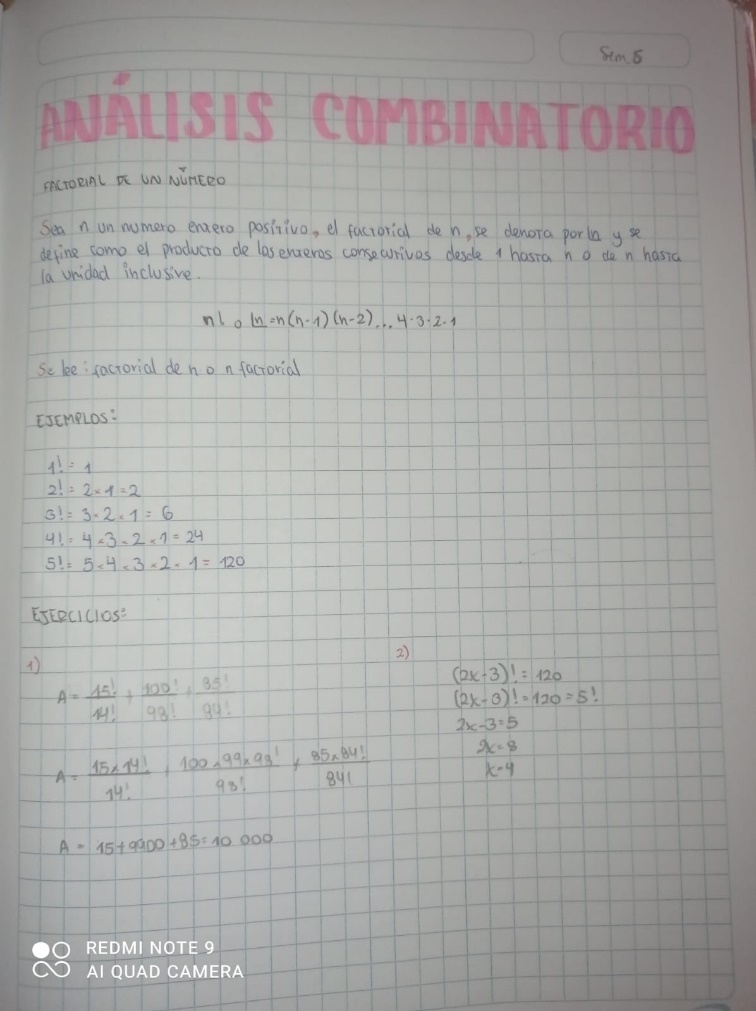 Sem 5
ANÁLISIS COMBINATORIO
FACTORIAL DE UN NÚMERO
Sea n un numero entero positivo, el factorial de n, se denota por |n y se
define como el producto de los enteros consecutivos desde 1 hasta n o de n hasta
la unidad inclusive.
n! o |n = n(n-1)(n-2)... 4·3·2·1
Se lee: factorial de n o n factorial
EJEMPLOS:
1! = 1
2! = 2×1=2
3! = 3×2×1 = 6
4! = 4×3×2×1=24
5! = 5×4×3×2×1= 120
EJERCICIOS:
1)
A = 15!/14! + 100!/98! + 85!/84!
A = 15×14!/14! + 100×99×98!/98! + 85×84!/84!
A = 15+9900+85=10 000
2)
(2x-3)! = 120
(2x-3)! = 120 = 5!
2x-3=5
2x=8
x=4
REDMI NOTE 9
AI QUAD CAMERA